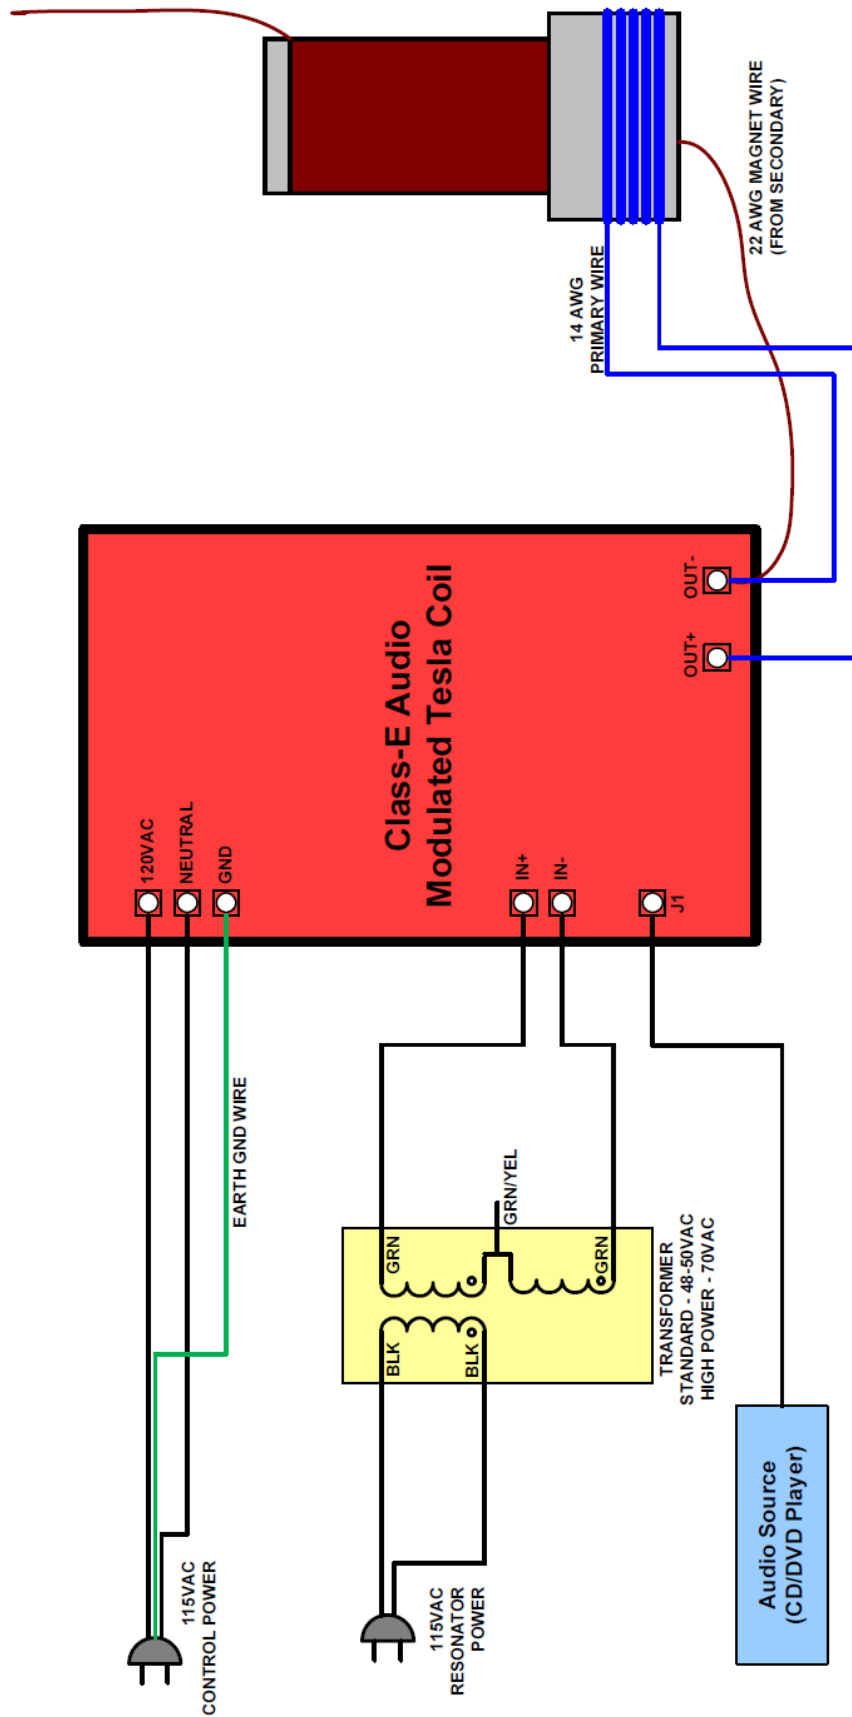 115VAC
CONTROL POWER
EARTH GND WIRE
120VAC
NEUTRAL
GND
115VAC
RESONATOR
POWER
BLK
BLK
GRN
GRN
GRN/YEL
TRANSFORMER
STANDARD - 48-50VAC
HIGH POWER - 70VAC
IN+
IN-
J1
Audio Source
(CD/DVD Player)
Class-E Audio
Modulated Tesla Coil
OUT+
OUT-
14 AWG
PRIMARY WIRE
22 AWG MAGNET WIRE
(FROM SECONDARY)